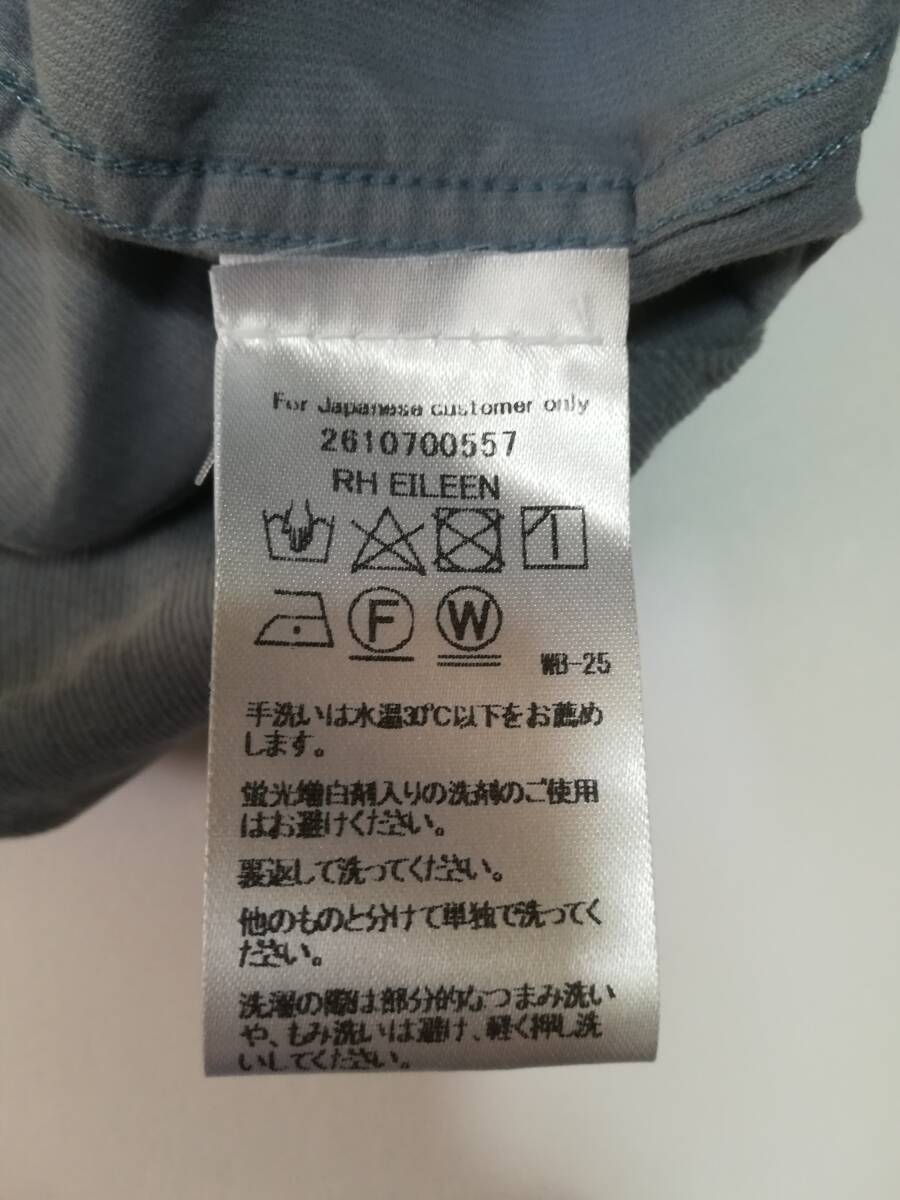 For Japanese customer only
2610700557
RH EILEEN
F W
WB-25
手洗いは水温30℃以下をお薦め
します。
蛍光増白剤入りの洗剤のご使用
はお避けください。
裏返して洗ってください。
他のものと分けて単独で洗ってく
ださい。
洗濯の際は部分的なつまみ洗い
や、もみ洗いは避け、軽く押し洗
いしてください。